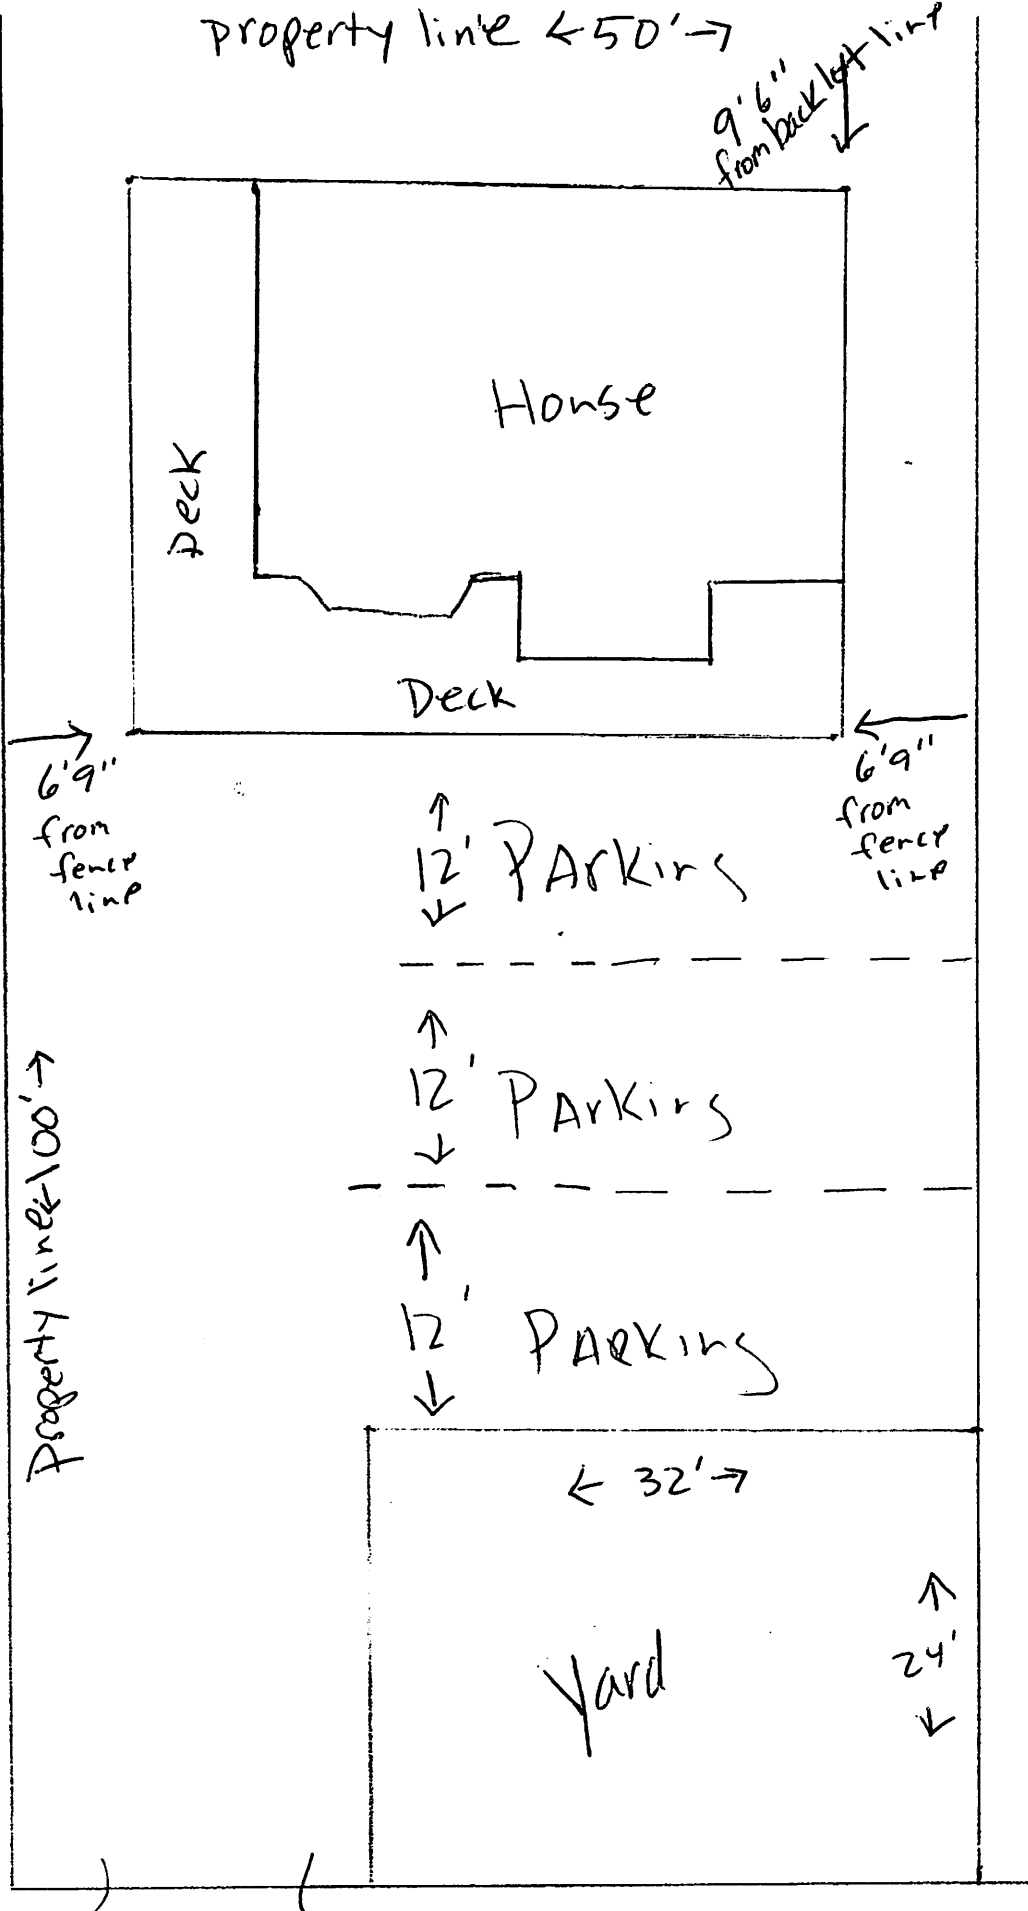 property line ←50'→
9'6"
from back lot line
House
Deck
Deck
6'9"
from
fence
line
6'9"
from
fence
line
12' Parking
12' Parking
Property line ←100'→
12' Parking
← 32' →
24'
Yard